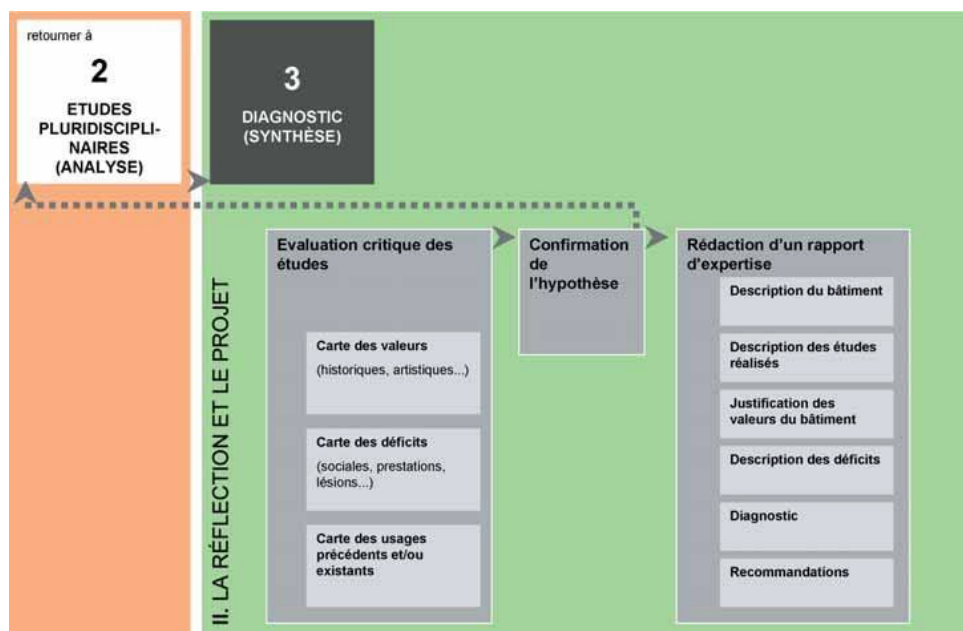 retourner à
2
ETUDES
PLURIDISCIPLI-
NAIRES
(ANALYSE)
3
DIAGNOSTIC
(SYNTHÈSE)
II. LA RÉFLECTION ET LE PROJET
Evaluation critique des
études
Carte des valeurs
(historiques, artistiques...)
Carte des déficits
(sociales, prestations,
lésions...)
Carte des usages
précédents et/ou
existants
Confirmation
de
l'hypothèse
Rédaction d'un rapport
d'expertise
Description du bâtiment
Description des études
réalisés
Justification des
valeurs du bâtiment
Description des déficits
Diagnostic
Recommandations